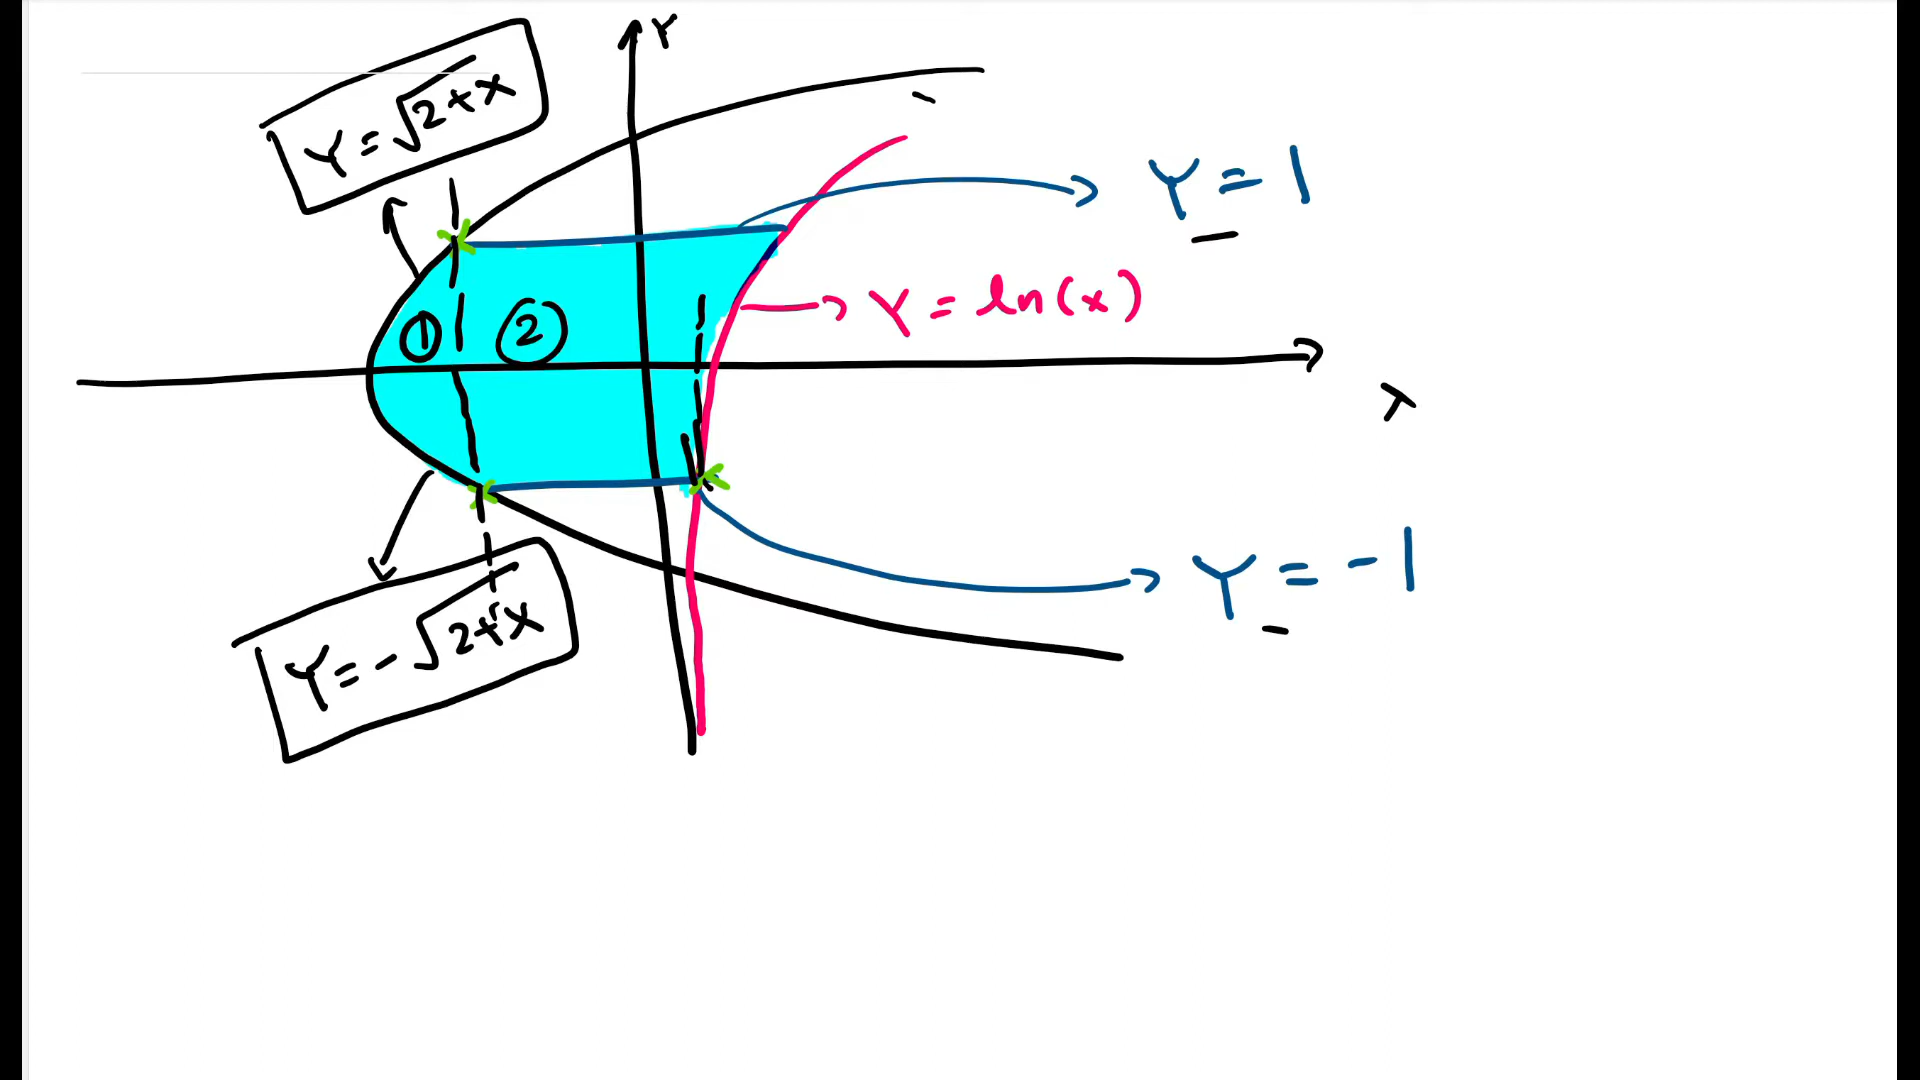 Y
Y = √2+x
Y = 1
① ②
Y = ln(x)
x
Y = -1
Y = -√2+x